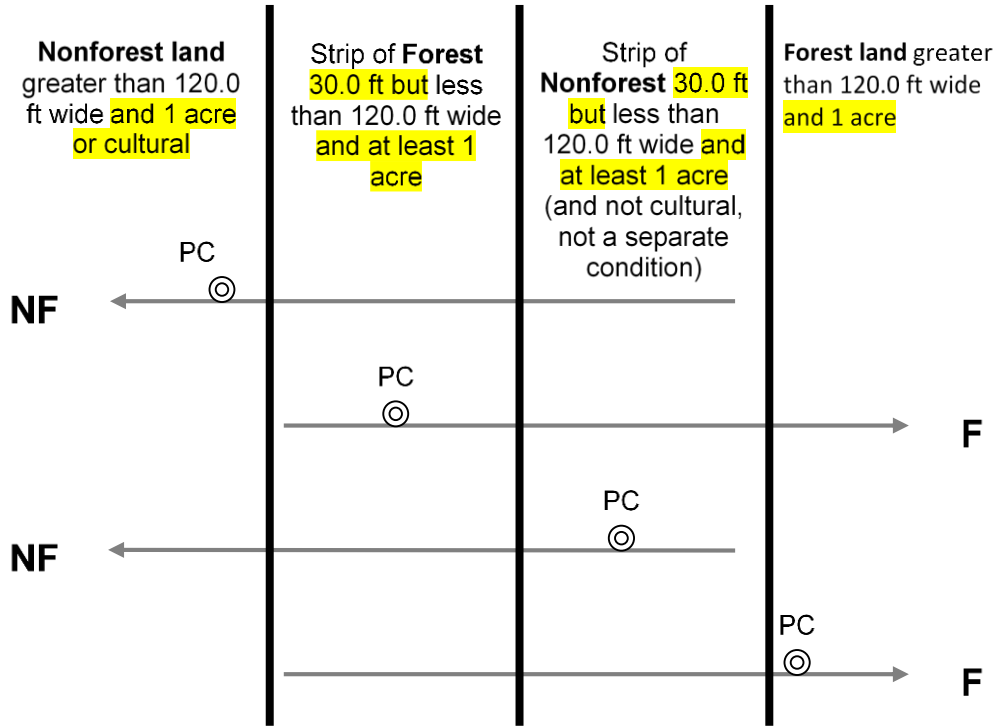 Nonforest land
greater than 120.0
ft wide and 1 acre
or cultural
Strip of Forest
30.0 ft but less
than 120.0 ft wide
and at least 1
acre
Strip of
Nonforest 30.0 ft
but less than
120.0 ft wide and
at least 1 acre
(and not cultural,
not a separate
condition)
Forest land greater
than 120.0 ft wide
and 1 acre
PC
NF
PC
F
PC
NF
PC
F